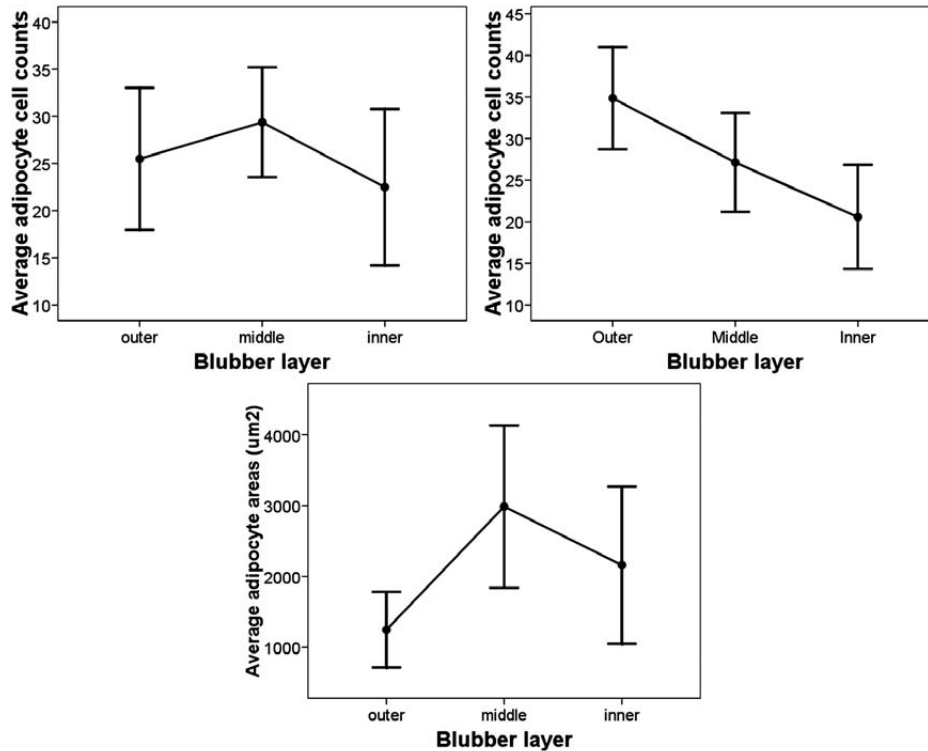 Average adipocyte cell counts
40
35
30
25
20
15
10
outer middle inner
Blubber layer
Average adipocyte cell counts
45
40
35
30
25
20
15
10
Outer Middle Inner
Blubber layer
Average adipocyte areas (um2)
4000
3000
2000
1000
outer middle inner
Blubber layer